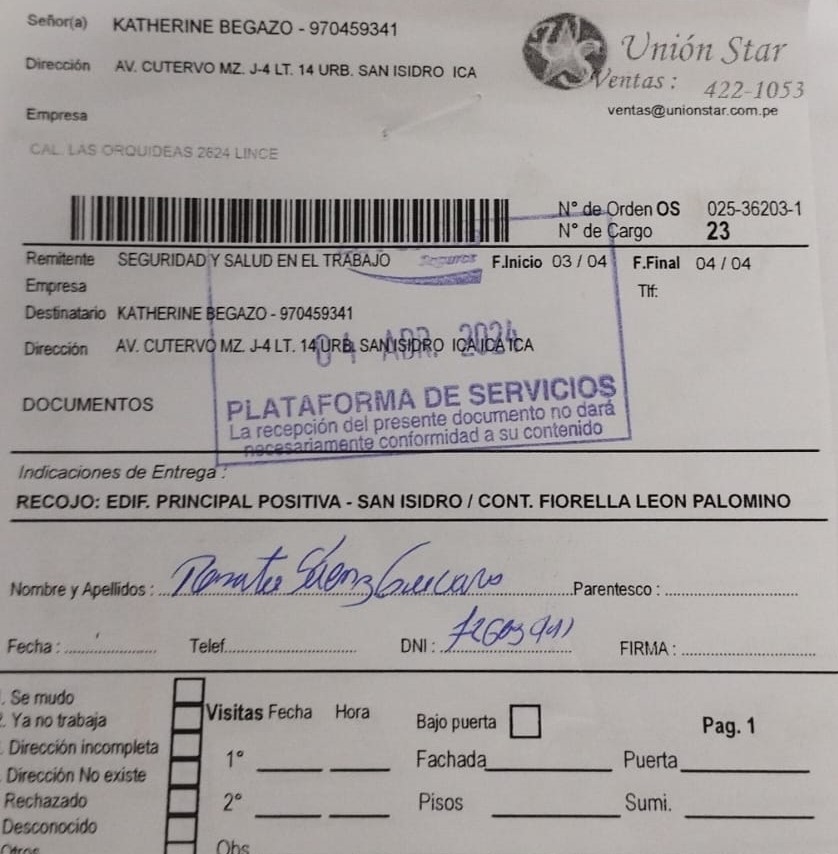 Señor(a) KATHERINE BEGAZO - 970459341
Unión Star
Dirección AV. CUTERVO MZ. J-4 LT. 14 URB. SAN ISIDRO ICA
Ventas : 422-1053
ventas@unionstar.com.pe
Empresa
CAL. LAS ORQUIDEAS 2624 LINCE
N° de Orden OS 025-36203-1
N° de Cargo 23
Remitente SEGURIDAD Y SALUD EN EL TRABAJO Seguros F.Inicio 03 / 04 F.Final 04 / 04
Empresa Tlf:
Destinatario KATHERINE BEGAZO - 970459341
04 ABR. 2024
Dirección AV. CUTERVO MZ. J-4 LT. 14 URB. SAN ISIDRO ICA ICA ICA
DOCUMENTOS
PLATAFORMA DE SERVICIOS
La recepción del presente documento no dará
necesariamente conformidad a su contenido
Indicaciones de Entrega :
RECOJO: EDIF. PRINCIPAL POSITIVA - SAN ISIDRO / CONT. FIORELLA LEON PALOMINO
Nombre y Apellidos : Parentesco :
Fecha : Telef. DNI : FIRMA :
. Se mudo
. Ya no trabaja
Dirección incompleta
Dirección No existe
Rechazado
Desconocido
Otros
Visitas Fecha Hora
1°
2°
Obs
Bajo puerta Pag. 1
Fachada Puerta
Pisos Sumi.